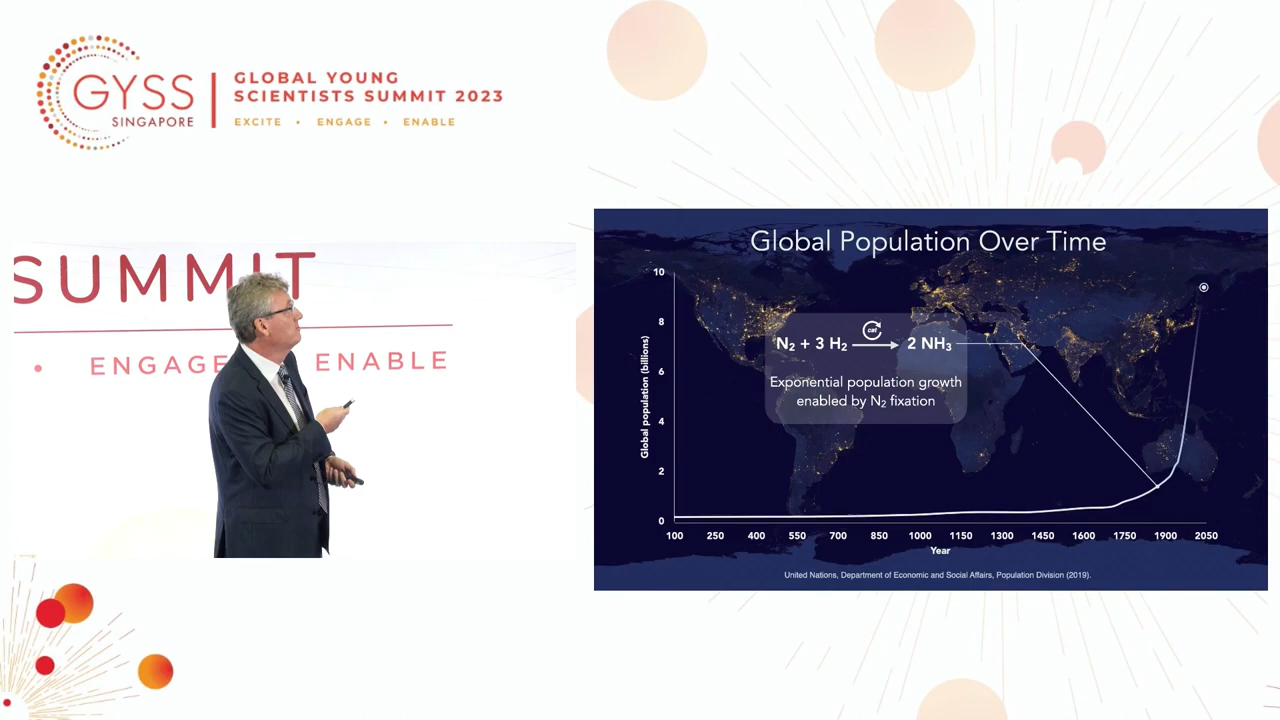 GYSS
SINGAPORE
GLOBAL YOUNG
SCIENTISTS SUMMIT 2023
EXCITE • ENGAGE • ENABLE
SUMMIT
• ENGAGE ENABLE
Global Population Over Time
Global population (billions)
10
8
6
4
2
0
cat
N₂ + 3 H₂ → 2 NH₃
Exponential population growth
enabled by N₂ fixation
100 250 400 550 700 850 1000 1150 1300 1450 1600 1750 1900 2050
Year
United Nations, Department of Economic and Social Affairs, Population Division (2019).